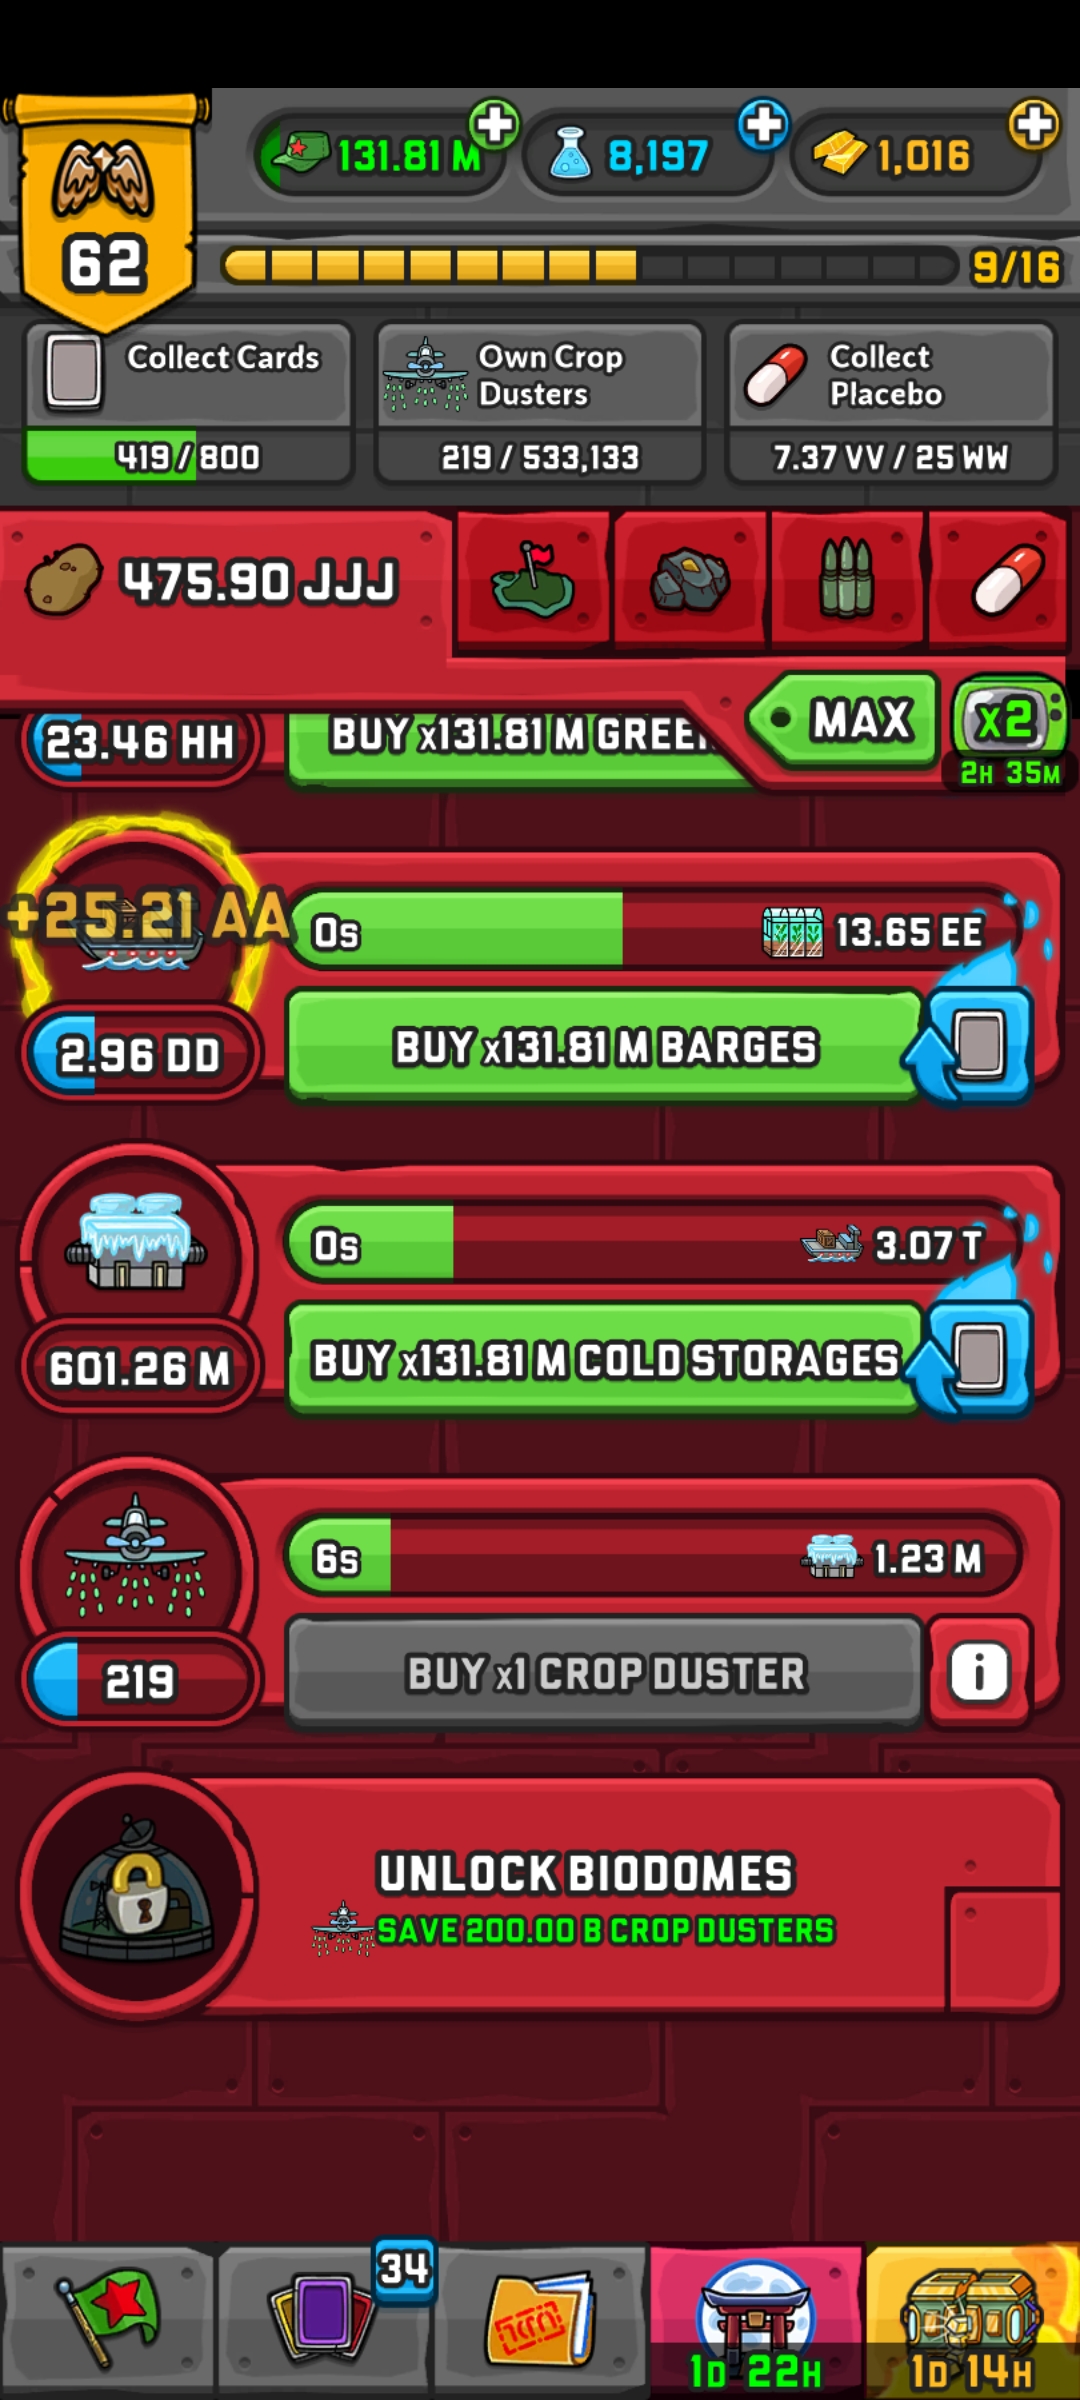 131.81 M
8,197
1,016
62
9/16
Collect Cards
419 / 800
Own Crop
Dusters
219 / 533,133
Collect
Placebo
7.37 VV / 25 WW
475.90 JJJ
MAX
x2
2H 35M
23.46 HH
BUY x131.81 M
+25.21 AA
0s
13.65 EE
2.96 DD
BUY x131.81 M BARGES
0s
3.07 T
601.26 M
BUY x131.81 M COLD STORAGES
6s
1.23 M
219
BUY x1 CROP DUSTER
i
UNLOCK BIODOMES
SAVE 200.00 B CROP DUSTERS
34
1D 22H
1D 14H